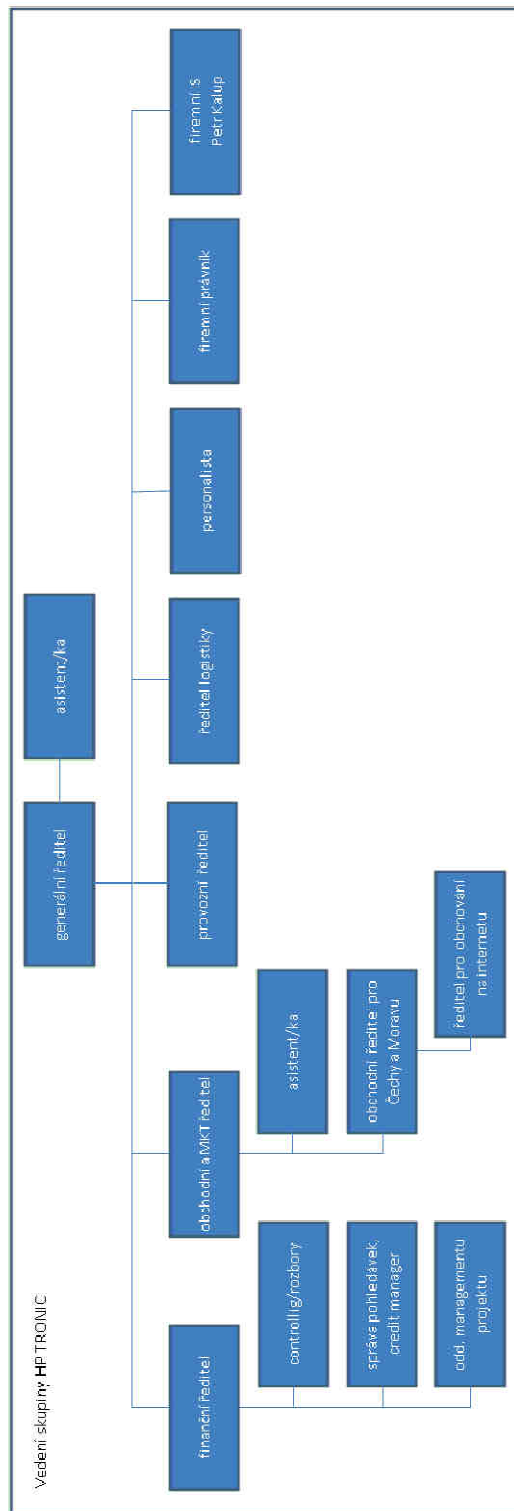 Vedení skupiny HP TRONIC
generální ředitel
asistent/ka
finanční ředitel
obchodní a MKT ředitel
provozní ředitel
ředitel logistiky
personalista
firemní právník
firemní IS
Petr Kalup
controllig/rozbory
správa pohledávek,
credit manager
odd. managementu
projektu
asistent/ka
obchodní ředitel pro
Čechy a Moravu
ředitel pro obchování
na internetu